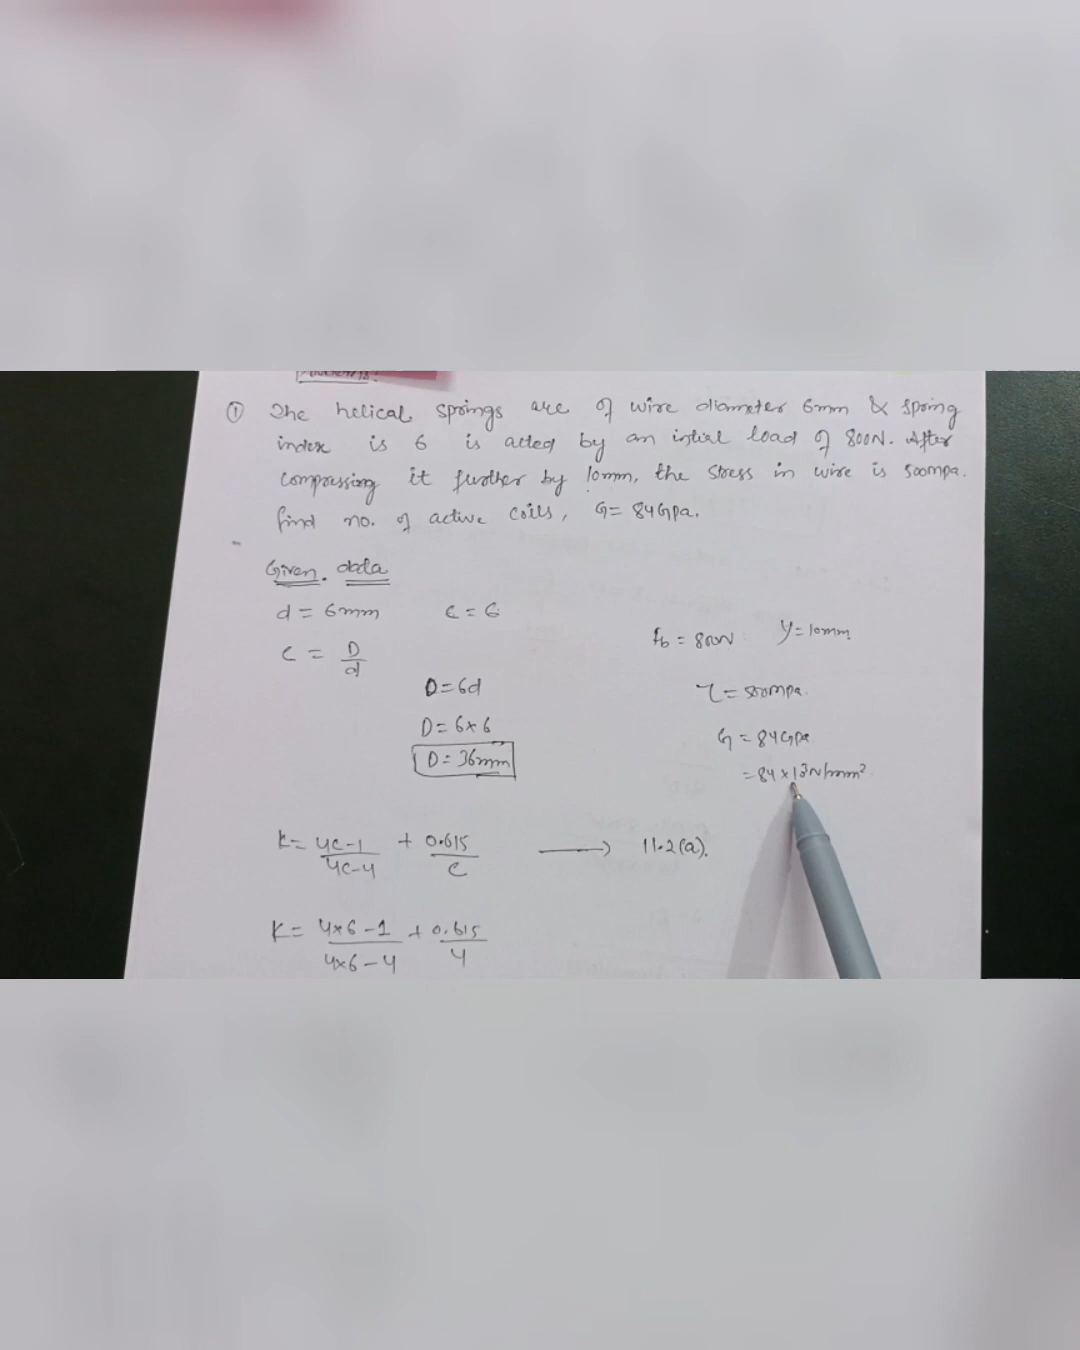 ① The helical springs are of wire diameter 6mm & spring
index is 6 is acted by an intial load of 800N. After
compressing it further by 10mm, the stress in wire is 500mpa.
find no. of active coils, G = 84Gpa.
Given. data
d = 6mm C = 6
Fb = 800N y = 10mm
C = D/d
D = 6d
τ = 500mpa.
D = 6×6
G = 84Gpa
D = 36mm
= 84 × 10³ N/mm²
K = 4C-1/4C-4 + 0.615/C → 11.2(a).
K = 4×6-1/4×6-4 + 0.615/4